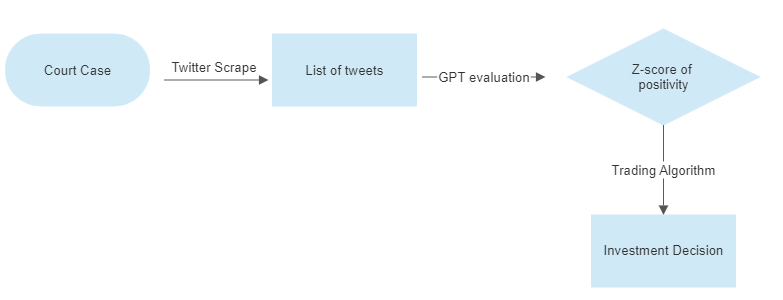 Court Case
Twitter Scrape
List of tweets
GPT evaluation
Z-score of
positivity
Trading Algorithm
Investment Decision